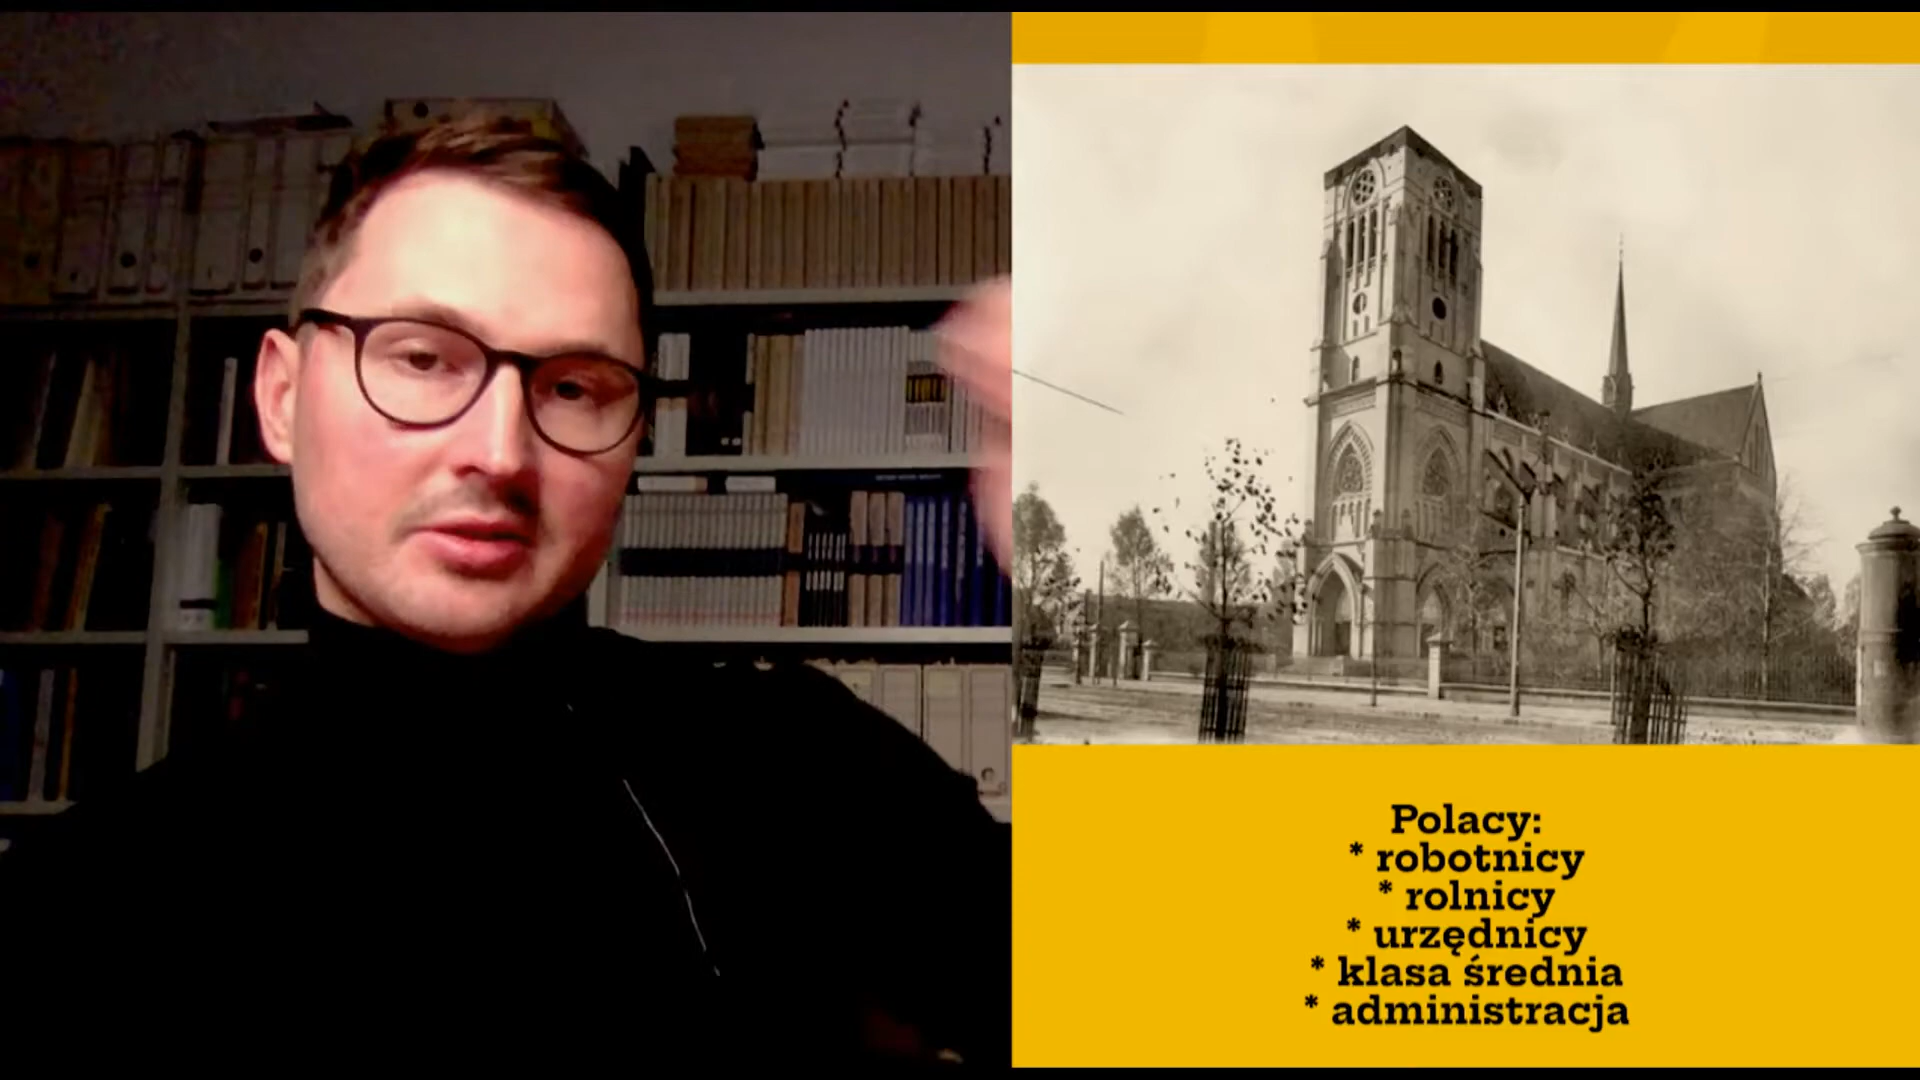 Polacy:
* robotnicy
* rolnicy
* urzędnicy
* klasa średnia
* administracja